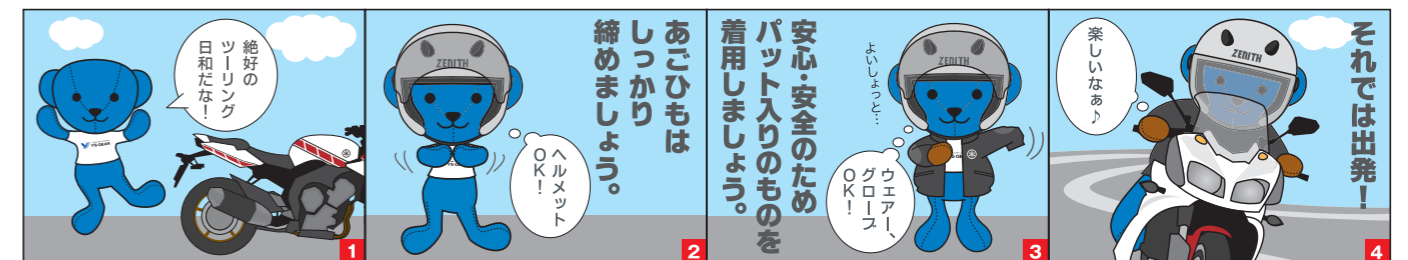 絶好の
ツーリング
日和だな!
Y'S GEAR
1
あごひもは
しっかり
締めましょう。
ZENITH
ヘルメット
OK!
2
安心・安全のため
パット入りのものを
着用しましょう。
よいしょっと…
ZENITH
ウェアー、
グローブ
OK!
3
それでは出発!
楽しいなぁ♪
ZENITH
4